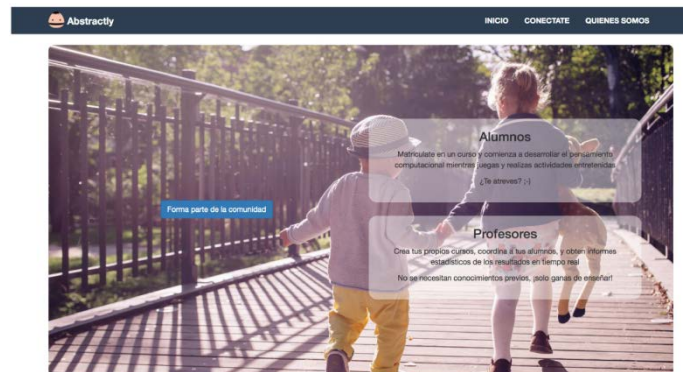 Abstractly
INICIO CONECTATE QUIENES SOMOS
Alumnos
Matriculate en un curso y comienza a desarrollar el pensamiento
computacional mientras juegas y realizas actividades entretenidas
¿Te atreves? ;-)
Forma parte de la comunidad
Profesores
Crea tus propios cursos, coordina a tus alumnos, y obten informes
estadísticos de los resultados en tiempo real
No se necesitan conocimientos previos, ¡solo ganas de enseñar!